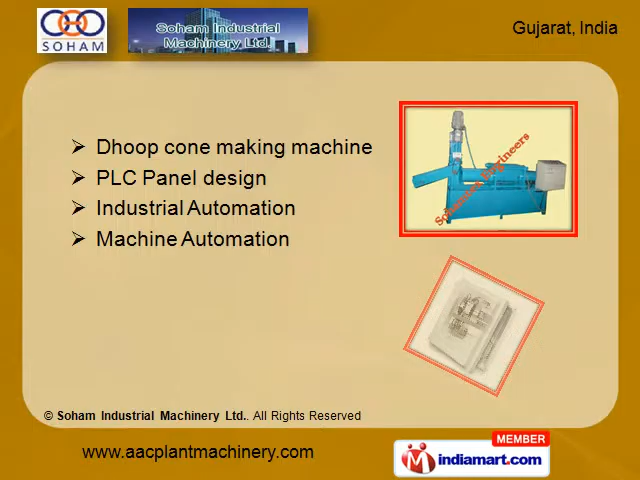 SOHAM
Soham Industrial
Machinery Ltd.
Gujarat, India
➢ Dhoop cone making machine
➢ PLC Panel design
➢ Industrial Automation
➢ Machine Automation
Engineers
© Soham Industrial Machinery Ltd.. All Rights Reserved
www.aacplantmachinery.com
MEMBER
indiamart.com